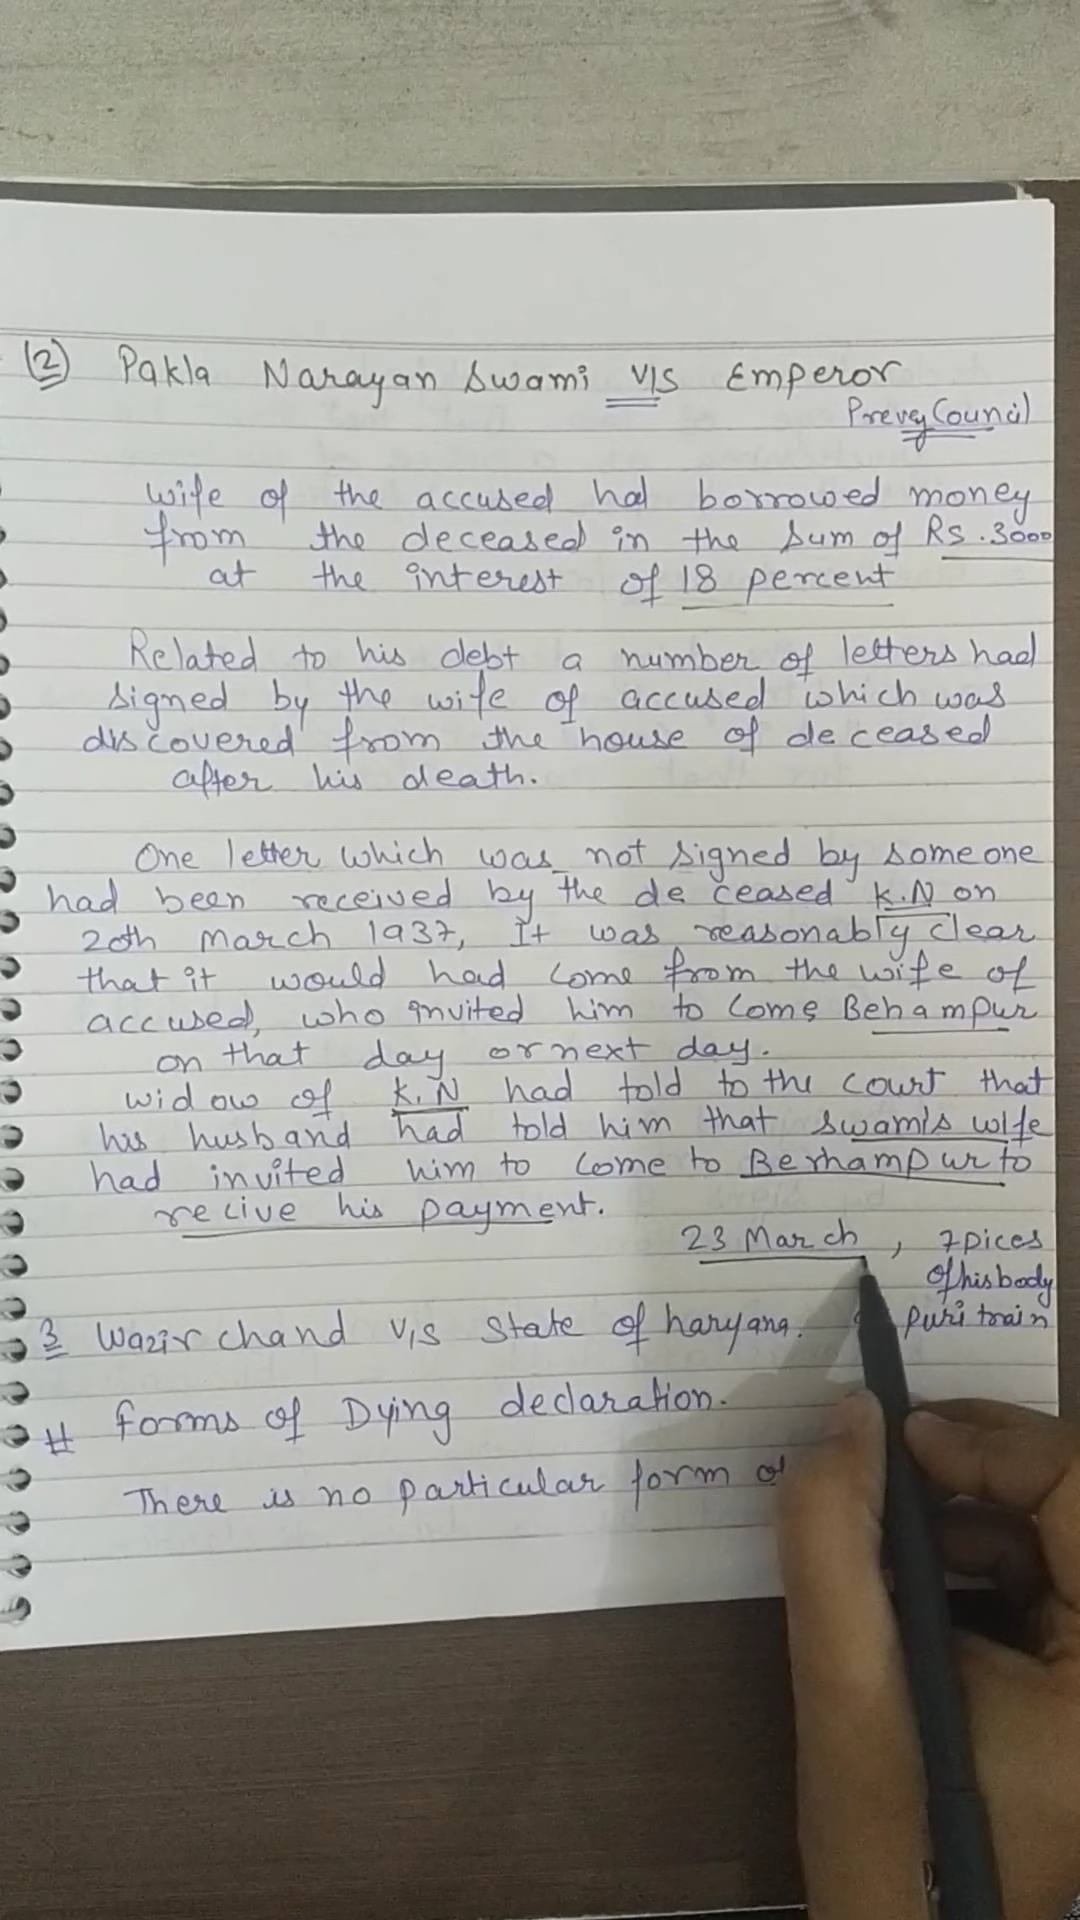 (2) Pakla Narayan Swami v/s Emperor
Prevey Council
wife of the accused had borrowed money
from the deceased in the sum of RS. 3000
at the interest of 18 percent
Related to his debt a number of letters had
signed by the wife of accused which was
discovered from the house of deceased
after his death.
One letter which was not signed by some one
had been received by the de ceased K.N on
20th March 1937, It was reasonably clear
that it would had come from the wife of
accused, who invited him to come Behampur
on that day or next day.
widow of K.N had told to the court that
his husband had told him that swami's wife
had invited him to come to Berhampur to
recive his payment.
23 March, 7 pices
of his body
puri train
3 Wazir chand v/s State of haryana.
# forms of Dying declaration.
There is no particular form of